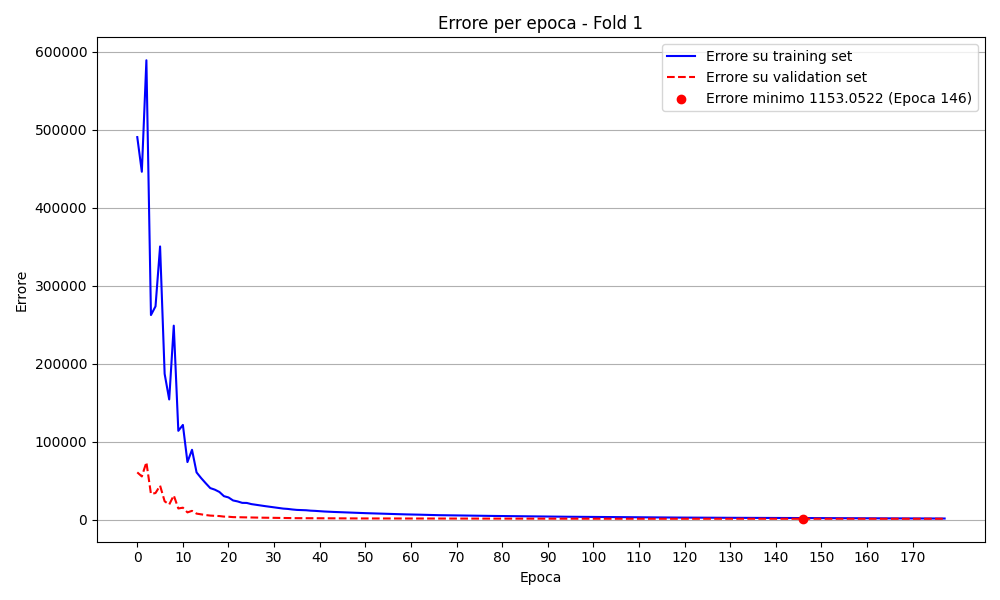 Errore per epoca - Fold 1
Errore su training set
Errore su validation set
Errore minimo 1153.0522 (Epoca 146)
Errore
600000
500000
400000
300000
200000
100000
0
0 10 20 30 40 50 60 70 80 90 100 110 120 130 140 150 160 170
Epoca